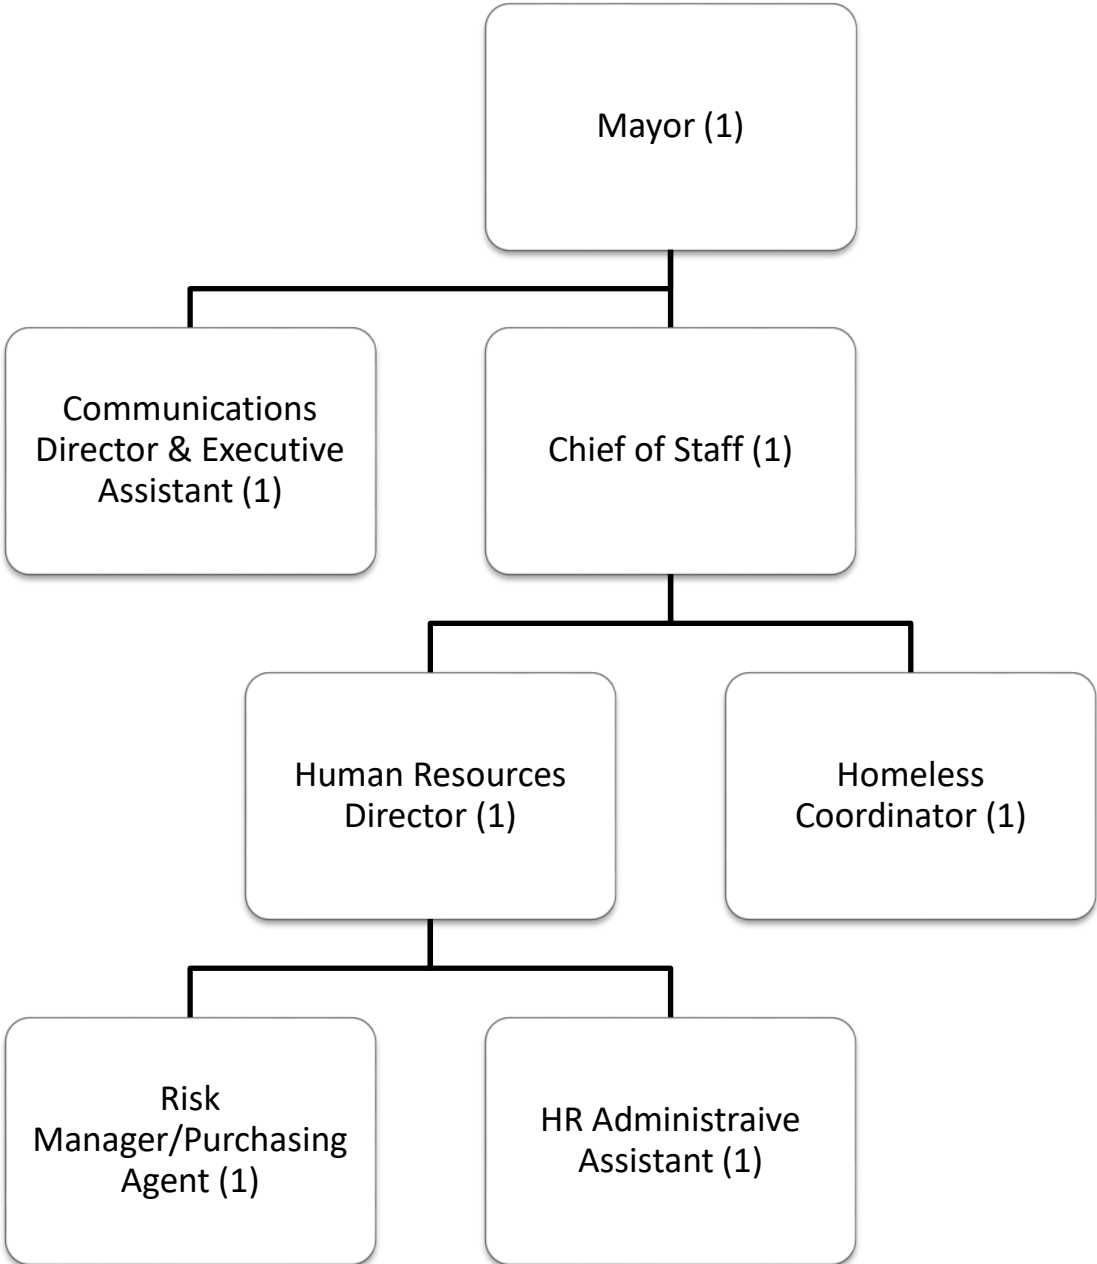 Mayor (1)
Communications
Director & Executive
Assistant (1)
Chief of Staff (1)
Human Resources
Director (1)
Homeless
Coordinator (1)
Risk
Manager/Purchasing
Agent (1)
HR Administraive
Assistant (1)